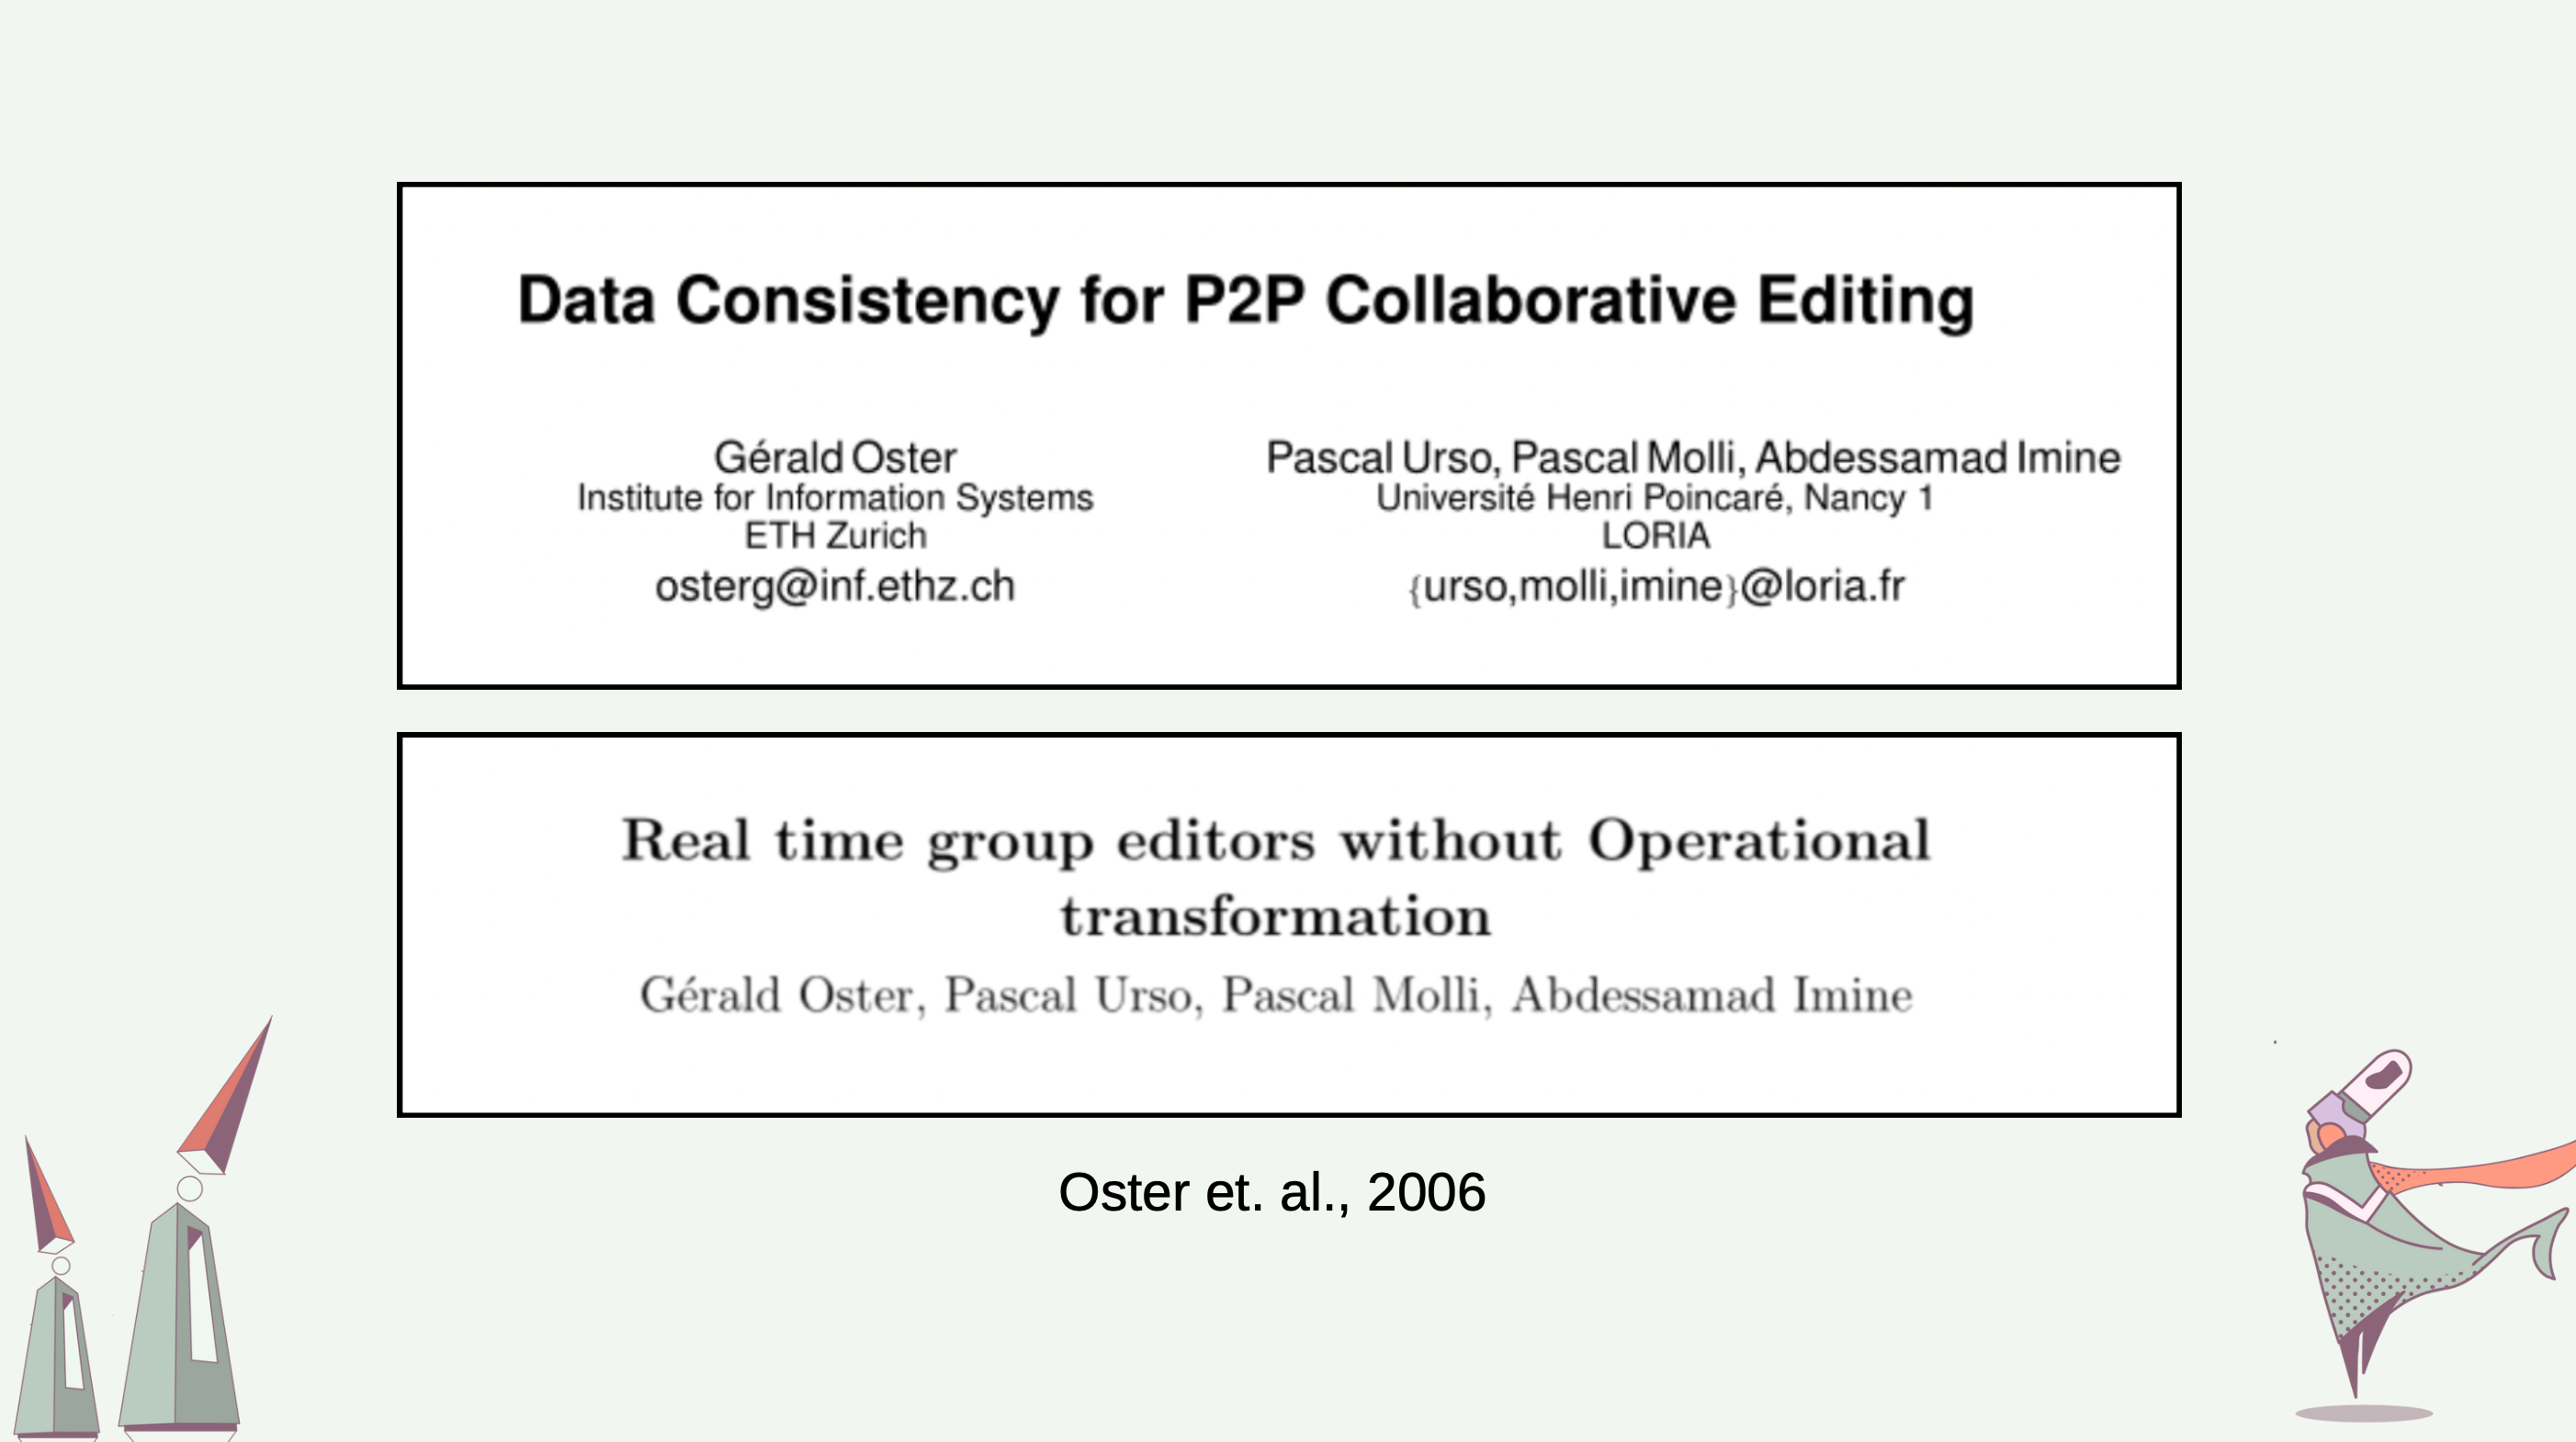 Data Consistency for P2P Collaborative Editing
Gérald Oster
Institute for Information Systems
ETH Zurich
osterg@inf.ethz.ch
Pascal Urso, Pascal Molli, Abdessamad Imine
Université Henri Poincaré, Nancy 1
LORIA
{urso,molli,imine}@loria.fr
Real time group editors without Operational
transformation
Gérald Oster, Pascal Urso, Pascal Molli, Abdessamad Imine
Oster et. al., 2006